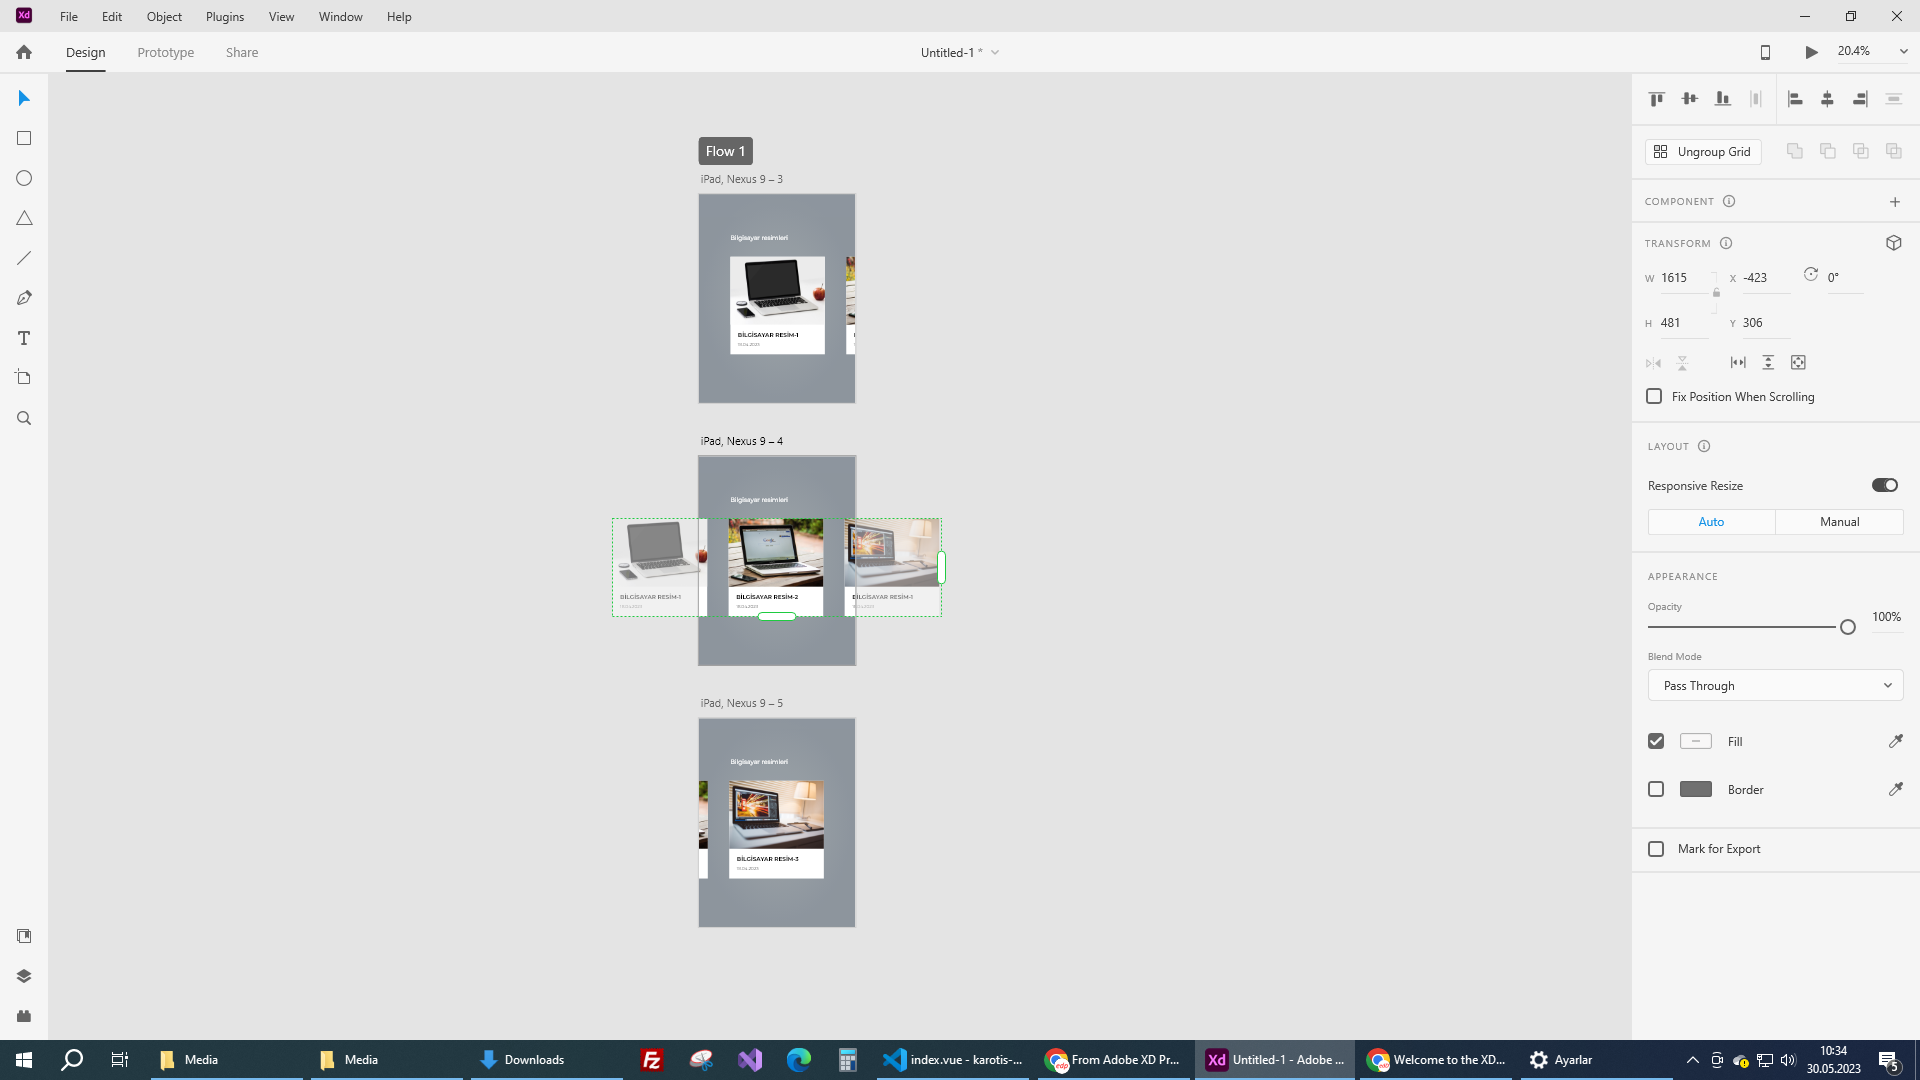 Xd File Edit Object Plugins View Window Help
Design Prototype Share
Untitled-1 *
20.4%
Flow 1
iPad, Nexus 9 – 3
Bilgisayar resimleri
BİLGİSAYAR RESİM-1
iPad, Nexus 9 – 4
Bilgisayar resimleri
BİLGİSAYAR RESİM-1
BİLGİSAYAR RESİM-2
BİLGİSAYAR RESİM-1
iPad, Nexus 9 – 5
Bilgisayar resimleri
BİLGİSAYAR RESİM-3
Ungroup Grid
COMPONENT
TRANSFORM
W 1615 X -423 0°
H 481 Y 306
Fix Position When Scrolling
LAYOUT
Responsive Resize
Auto Manual
APPEARANCE
Opacity
100%
Blend Mode
Pass Through
Fill
Border
Mark for Export
Media
Media
Downloads
index.vue - karotis-...
From Adobe XD Pr...
Xd Untitled-1 - Adobe ...
Welcome to the XD...
Ayarlar
10:34
30.05.2023
5